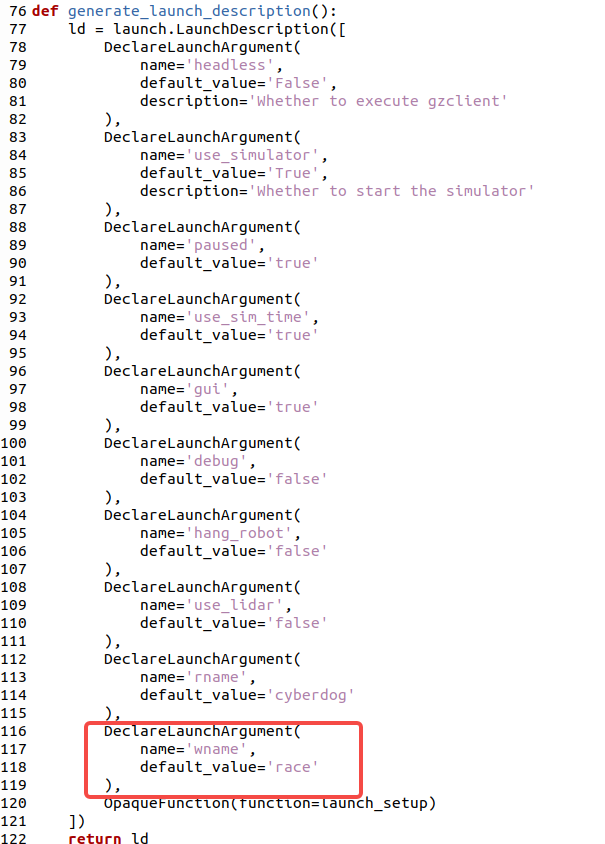 76 def generate_launch_description():
77     ld = launch.LaunchDescription([
78         DeclareLaunchArgument(
79             name='headless',
80             default_value='False',
81             description='Whether to execute gzclient'
82         ),
83         DeclareLaunchArgument(
84             name='use_simulator',
85             default_value='True',
86             description='Whether to start the simulator'
87         ),
88         DeclareLaunchArgument(
89             name='paused',
90             default_value='true'
91         ),
92         DeclareLaunchArgument(
93             name='use_sim_time',
94             default_value='true'
95         ),
96         DeclareLaunchArgument(
97             name='gui',
98             default_value='true'
99         ),
100         DeclareLaunchArgument(
101             name='debug',
102             default_value='false'
103         ),
104         DeclareLaunchArgument(
105             name='hang_robot',
106             default_value='false'
107         ),
108         DeclareLaunchArgument(
109             name='use_lidar',
110             default_value='false'
111         ),
112         DeclareLaunchArgument(
113             name='rname',
114             default_value='cyberdog'
115         ),
116         DeclareLaunchArgument(
117             name='wname',
118             default_value='race'
119         ),
120         OpaqueFunction(function=launch_setup)
121     ])
122     return ld